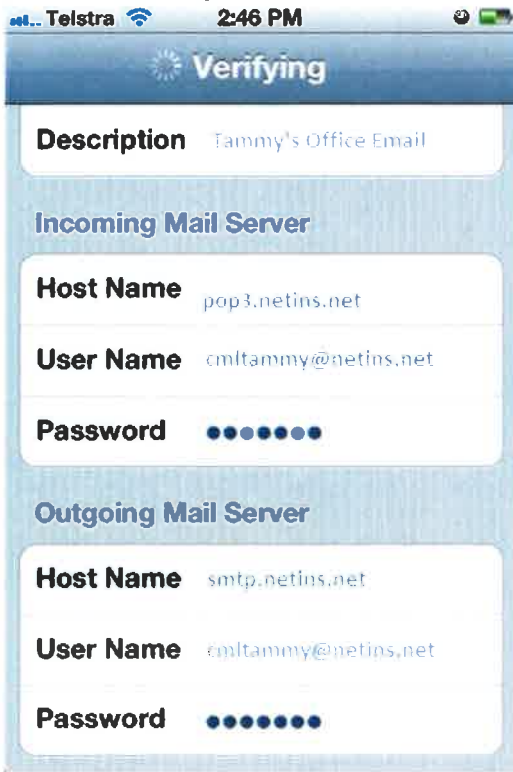 Telstra 2:46 PM
Verifying
Description Tammy's Office Email
Incoming Mail Server
Host Name pop3.netins.net
User Name cmltammy@netins.net
Password ●●●●●●●
Outgoing Mail Server
Host Name smtp.netins.net
User Name cmltammy@netins.net
Password ●●●●●●●